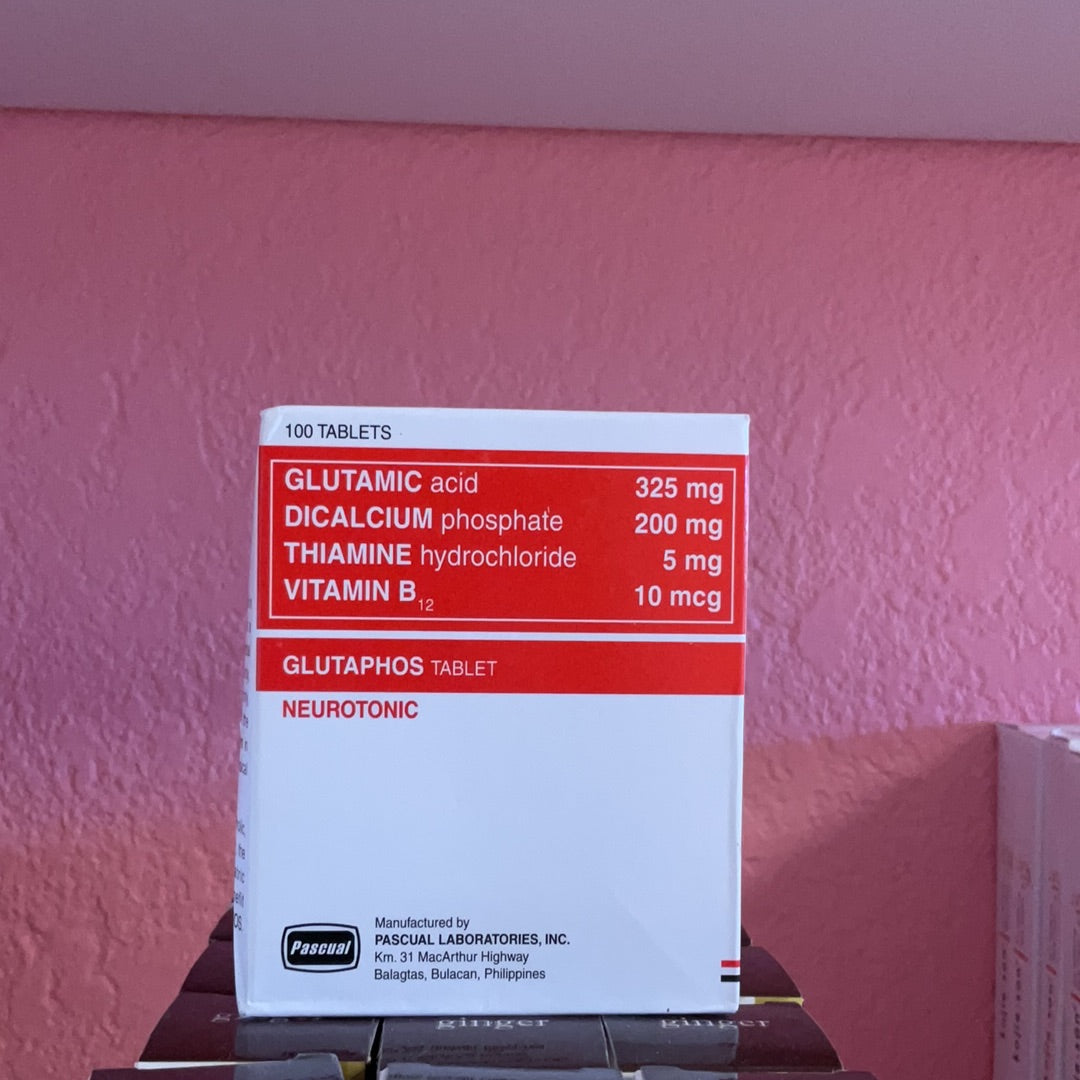 100 TABLETS
GLUTAMIC acid 325 mg
DICALCIUM phosphate 200 mg
THIAMINE hydrochloride 5 mg
VITAMIN B12 10 mcg
GLUTAPHOS TABLET
NEUROTONIC
Pascual
Manufactured by
PASCUAL LABORATORIES, INC.
Km. 31 MacArthur Highway
Balagtas, Bulacan, Philippines
ginger ginger ginger